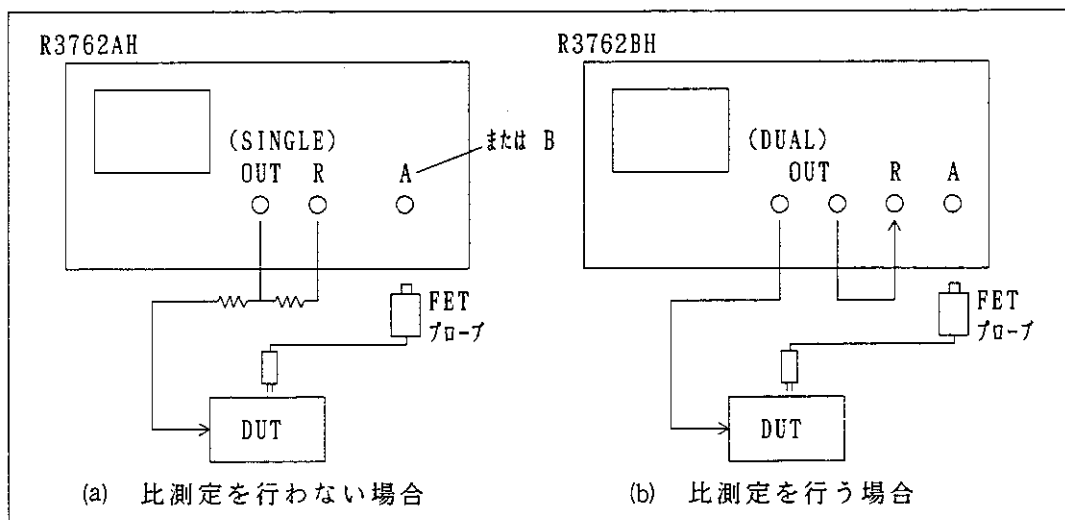 R3762AH
(SINGLE)
OUT R A
または B
FET
プローブ
DUT
(a) 比測定を行わない場合
R3762BH
(DUAL)
OUT R A
FET
プローブ
DUT
(b) 比測定を行う場合